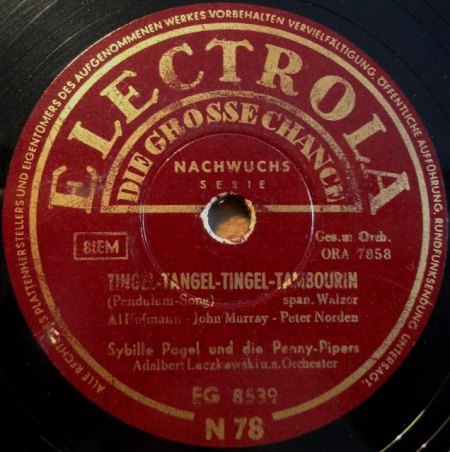 ALLE RECHTE DES PLATTENHERSTELLERS UND EIGENTÜMERS DES AUFGENOMMENEN WERKES VORBEHALTEN VERVIELFÄLTIGUNG, ÖFFENTLICHE AUFFÜHRUNG, RUNDFUNKSENDUNG UNTERSAGT.
ELECTROLA
DIE GROSSE CHANCE
NACHWUCHS
SERIE
BIEM
Ges. m. Orch.
ORA 7858
TINGEL-TANGEL-TINGEL-TAMBOURIN
(Pendulum-Song) span. Walzer
Al Hofmann - John Murray - Peter Norden
Sybille Pagel und die Penny-Pipers
Adalbert Luczkowski u.s. Orchester
EG 8539
N 78